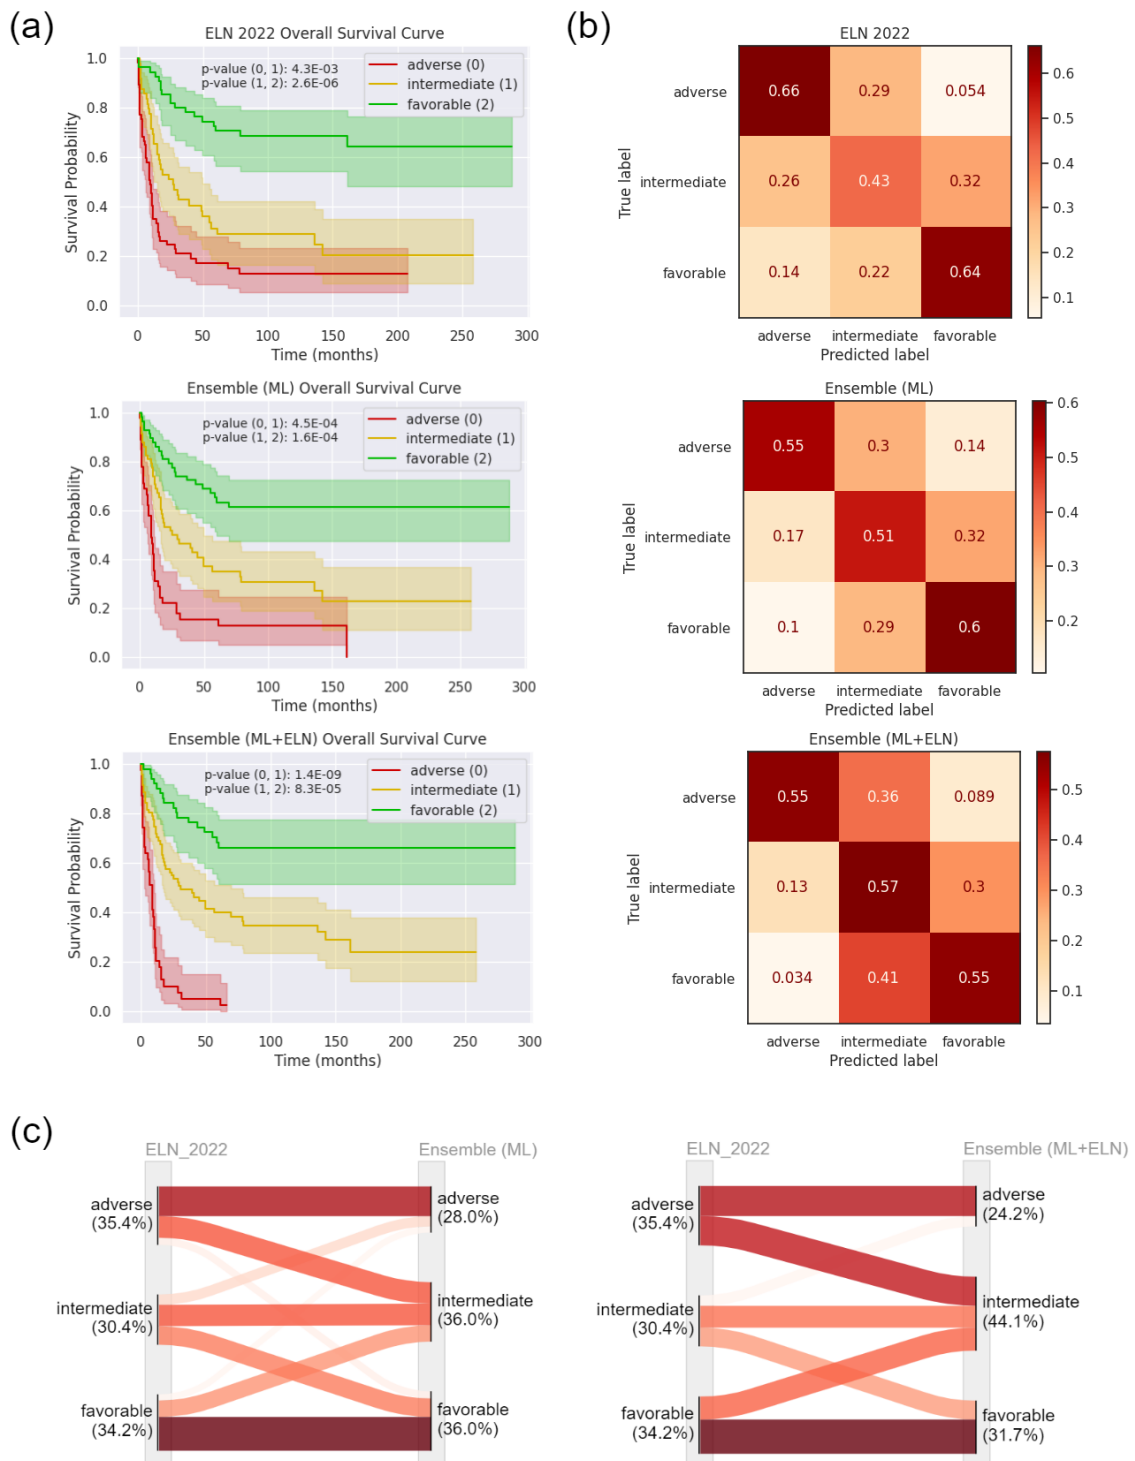 (a)
ELN 2022 Overall Survival Curve
p-value (0, 1): 4.3E-03
p-value (1, 2): 2.6E-06
adverse (0)
intermediate (1)
favorable (2)
Survival Probability
1.0
0.8
0.6
0.4
0.2
0.0
0 50 100 150 200 250 300
Time (months)
Ensemble (ML) Overall Survival Curve
p-value (0, 1): 4.5E-04
p-value (1, 2): 1.6E-04
adverse (0)
intermediate (1)
favorable (2)
Survival Probability
1.0
0.8
0.6
0.4
0.2
0.0
0 50 100 150 200 250 300
Time (months)
Ensemble (ML+ELN) Overall Survival Curve
p-value (0, 1): 1.4E-09
p-value (1, 2): 8.3E-05
adverse (0)
intermediate (1)
favorable (2)
Survival Probability
1.0
0.8
0.6
0.4
0.2
0.0
0 50 100 150 200 250 300
Time (months)
(b)
ELN 2022
True label
adverse 0.66 0.29 0.054
intermediate 0.26 0.43 0.32
favorable 0.14 0.22 0.64
adverse intermediate favorable
Predicted label
0.6
0.5
0.4
0.3
0.2
0.1
Ensemble (ML)
True label
adverse 0.55 0.3 0.14
intermediate 0.17 0.51 0.32
favorable 0.1 0.29 0.6
adverse intermediate favorable
Predicted label
0.6
0.5
0.4
0.3
0.2
Ensemble (ML+ELN)
True label
adverse 0.55 0.36 0.089
intermediate 0.13 0.57 0.3
favorable 0.034 0.41 0.55
adverse intermediate favorable
Predicted label
0.5
0.4
0.3
0.2
0.1
(c)
ELN_2022 Ensemble (ML)
adverse
(35.4%)
intermediate
(30.4%)
favorable
(34.2%)
adverse
(28.0%)
intermediate
(36.0%)
favorable
(36.0%)
ELN_2022 Ensemble (ML+ELN)
adverse
(35.4%)
intermediate
(30.4%)
favorable
(34.2%)
adverse
(24.2%)
intermediate
(44.1%)
favorable
(31.7%)